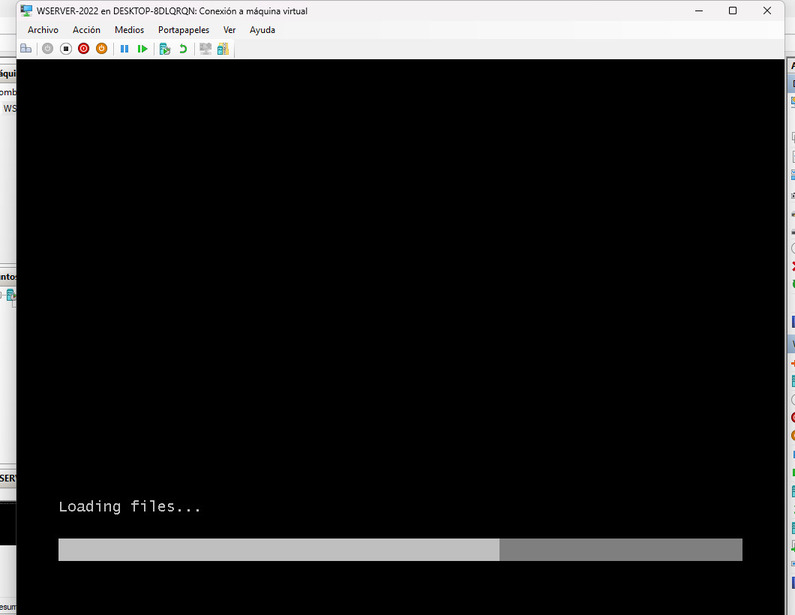 WSERVER-2022 en DESKTOP-8DLQRQN: Conexión a máquina virtual
Archivo Acción Medios Portapapeles Ver Ayuda
Loading files...